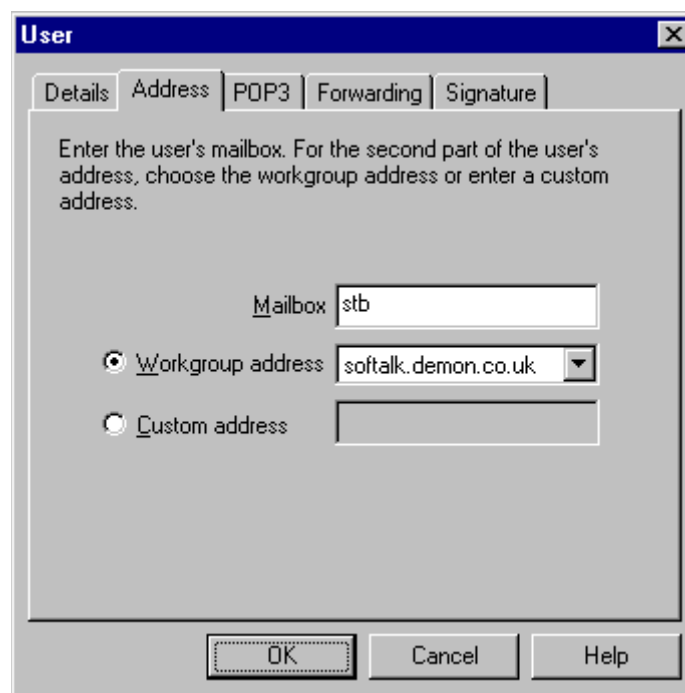 User
Details Address POP3 Forwarding Signature
Enter the user's mailbox. For the second part of the user's
address, choose the workgroup address or enter a custom
address.
Mailbox stb
Workgroup address softalk.demon.co.uk
Custom address
OK Cancel Help